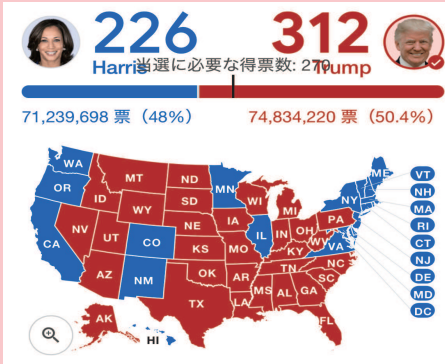 226 312
Harris Trump
当選に必要な得票数: 270
71,239,698 票 (48%) 74,834,220 票 (50.4%)
WA
ME
VT
MT
ND
MN
NH
OR
ID
SD
WI
NY
MA
WY
MI
RI
IA
PA
CT
NV
NE
IL
IN
OH
NJ
UT
CO
KS
MO
WV
VA
DE
CA
KY
MD
NC
DC
AZ
NM
OK
AR
TN
SC
MS
AL
GA
TX
LA
FL
AK
HI